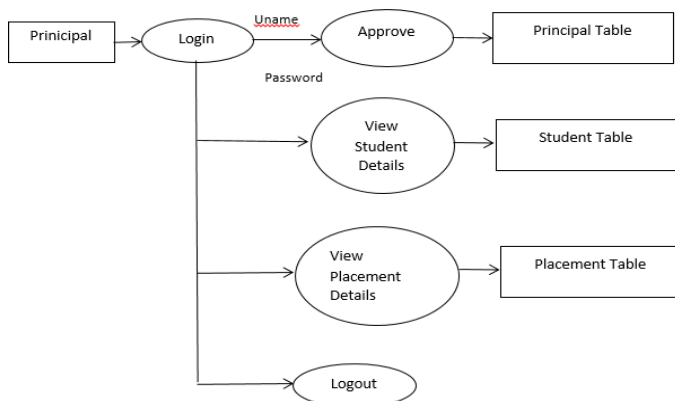 Prinicipal
Login
Uname
Password
Approve
Principal Table
View
Student
Details
Student Table
View
Placement
Details
Placement Table
Logout